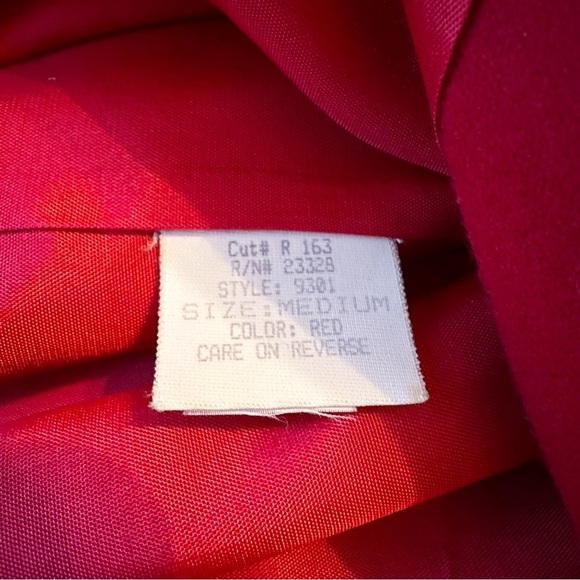 Cut# R 163
R/N# 23328
STYLE: 9301
SIZE:MEDIUM
COLOR: RED
CARE ON REVERSE